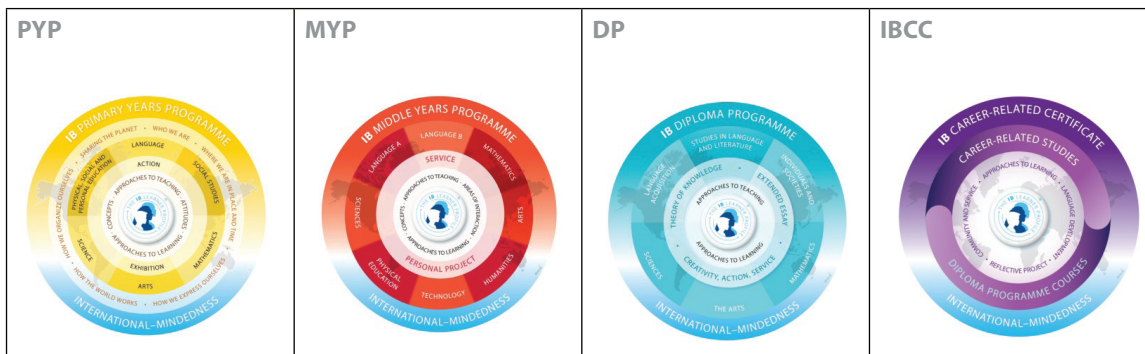 PYP
IB PRIMARY YEARS PROGRAMME
SHARING THE PLANET • WHO WE ARE • WHERE WE ARE IN PLACE AND TIME • HOW WE EXPRESS OURSELVES • HOW THE WORLD WORKS • HOW WE ORGANIZE OURSELVES
LANGUAGE
SOCIAL STUDIES
MATHEMATICS
ARTS
SCIENCE
PHYSICAL, SOCIAL AND
PERSONAL EDUCATION
ACTION
ATTITUDES
EXHIBITION
CONCEPTS
APPROACHES TO TEACHING
APPROACHES TO LEARNING
INTERNATIONAL–MINDEDNESS
MYP
IB MIDDLE YEARS PROGRAMME
LANGUAGE A
LANGUAGE B
MATHEMATICS
ARTS
HUMANITIES
TECHNOLOGY
PHYSICAL
EDUCATION
SCIENCES
SERVICE
PERSONAL PROJECT
APPROACHES TO TEACHING • AREAS OF INTERACTION • APPROACHES TO LEARNING • CONCEPTS
INTERNATIONAL–MINDEDNESS
DP
IB DIPLOMA PROGRAMME
STUDIES IN LANGUAGE
AND LITERATURE
INDIVIDUALS AND
SOCIETIES
MATHEMATICS
THE ARTS
SCIENCES
LANGUAGE
ACQUISITION
THEORY OF KNOWLEDGE • EXTENDED ESSAY • CREATIVITY, ACTION, SERVICE
APPROACHES TO TEACHING
APPROACHES TO LEARNING
INTERNATIONAL–MINDEDNESS
IBCC
IB CAREER-RELATED CERTIFICATE
CAREER-RELATED STUDIES
APPROACHES TO LEARNING • LANGUAGE DEVELOPMENT • REFLECTIVE PROJECT • COMMUNITY AND SERVICE
DIPLOMA PROGRAMME COURSES
INTERNATIONAL–MINDEDNESS